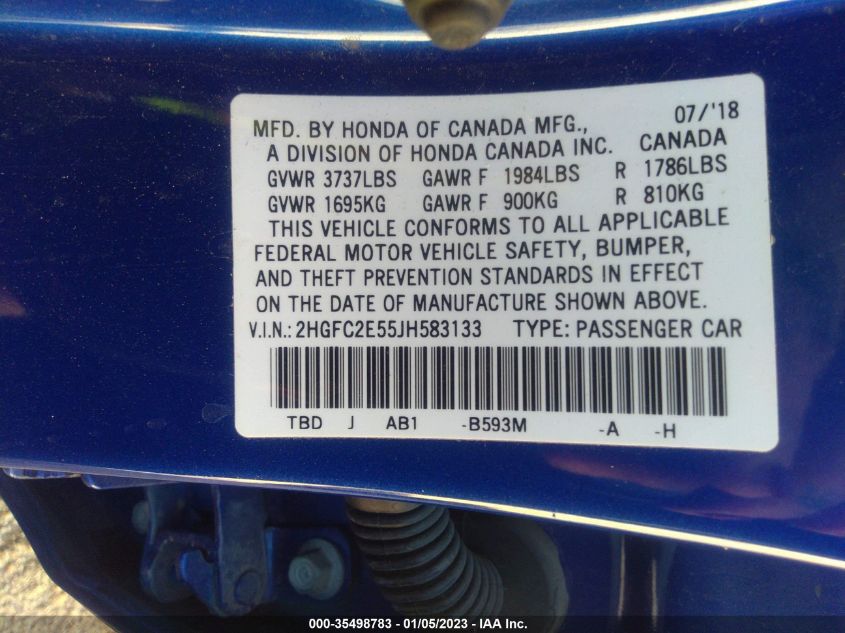 07/'18
MFD. BY HONDA OF CANADA MFG.,
A DIVISION OF HONDA CANADA INC. CANADA
GVWR 3737LBS GAWR F 1984LBS R 1786LBS
GVWR 1695KG GAWR F 900KG R 810KG
THIS VEHICLE CONFORMS TO ALL APPLICABLE
FEDERAL MOTOR VEHICLE SAFETY, BUMPER,
AND THEFT PREVENTION STANDARDS IN EFFECT
ON THE DATE OF MANUFACTURE SHOWN ABOVE.
V.I.N.: 2HGFC2E55JH583133 TYPE: PASSENGER CAR
TBD J AB1 -B593M -A -H
000-35498783 — 01/05/2023 — IAA Inc.